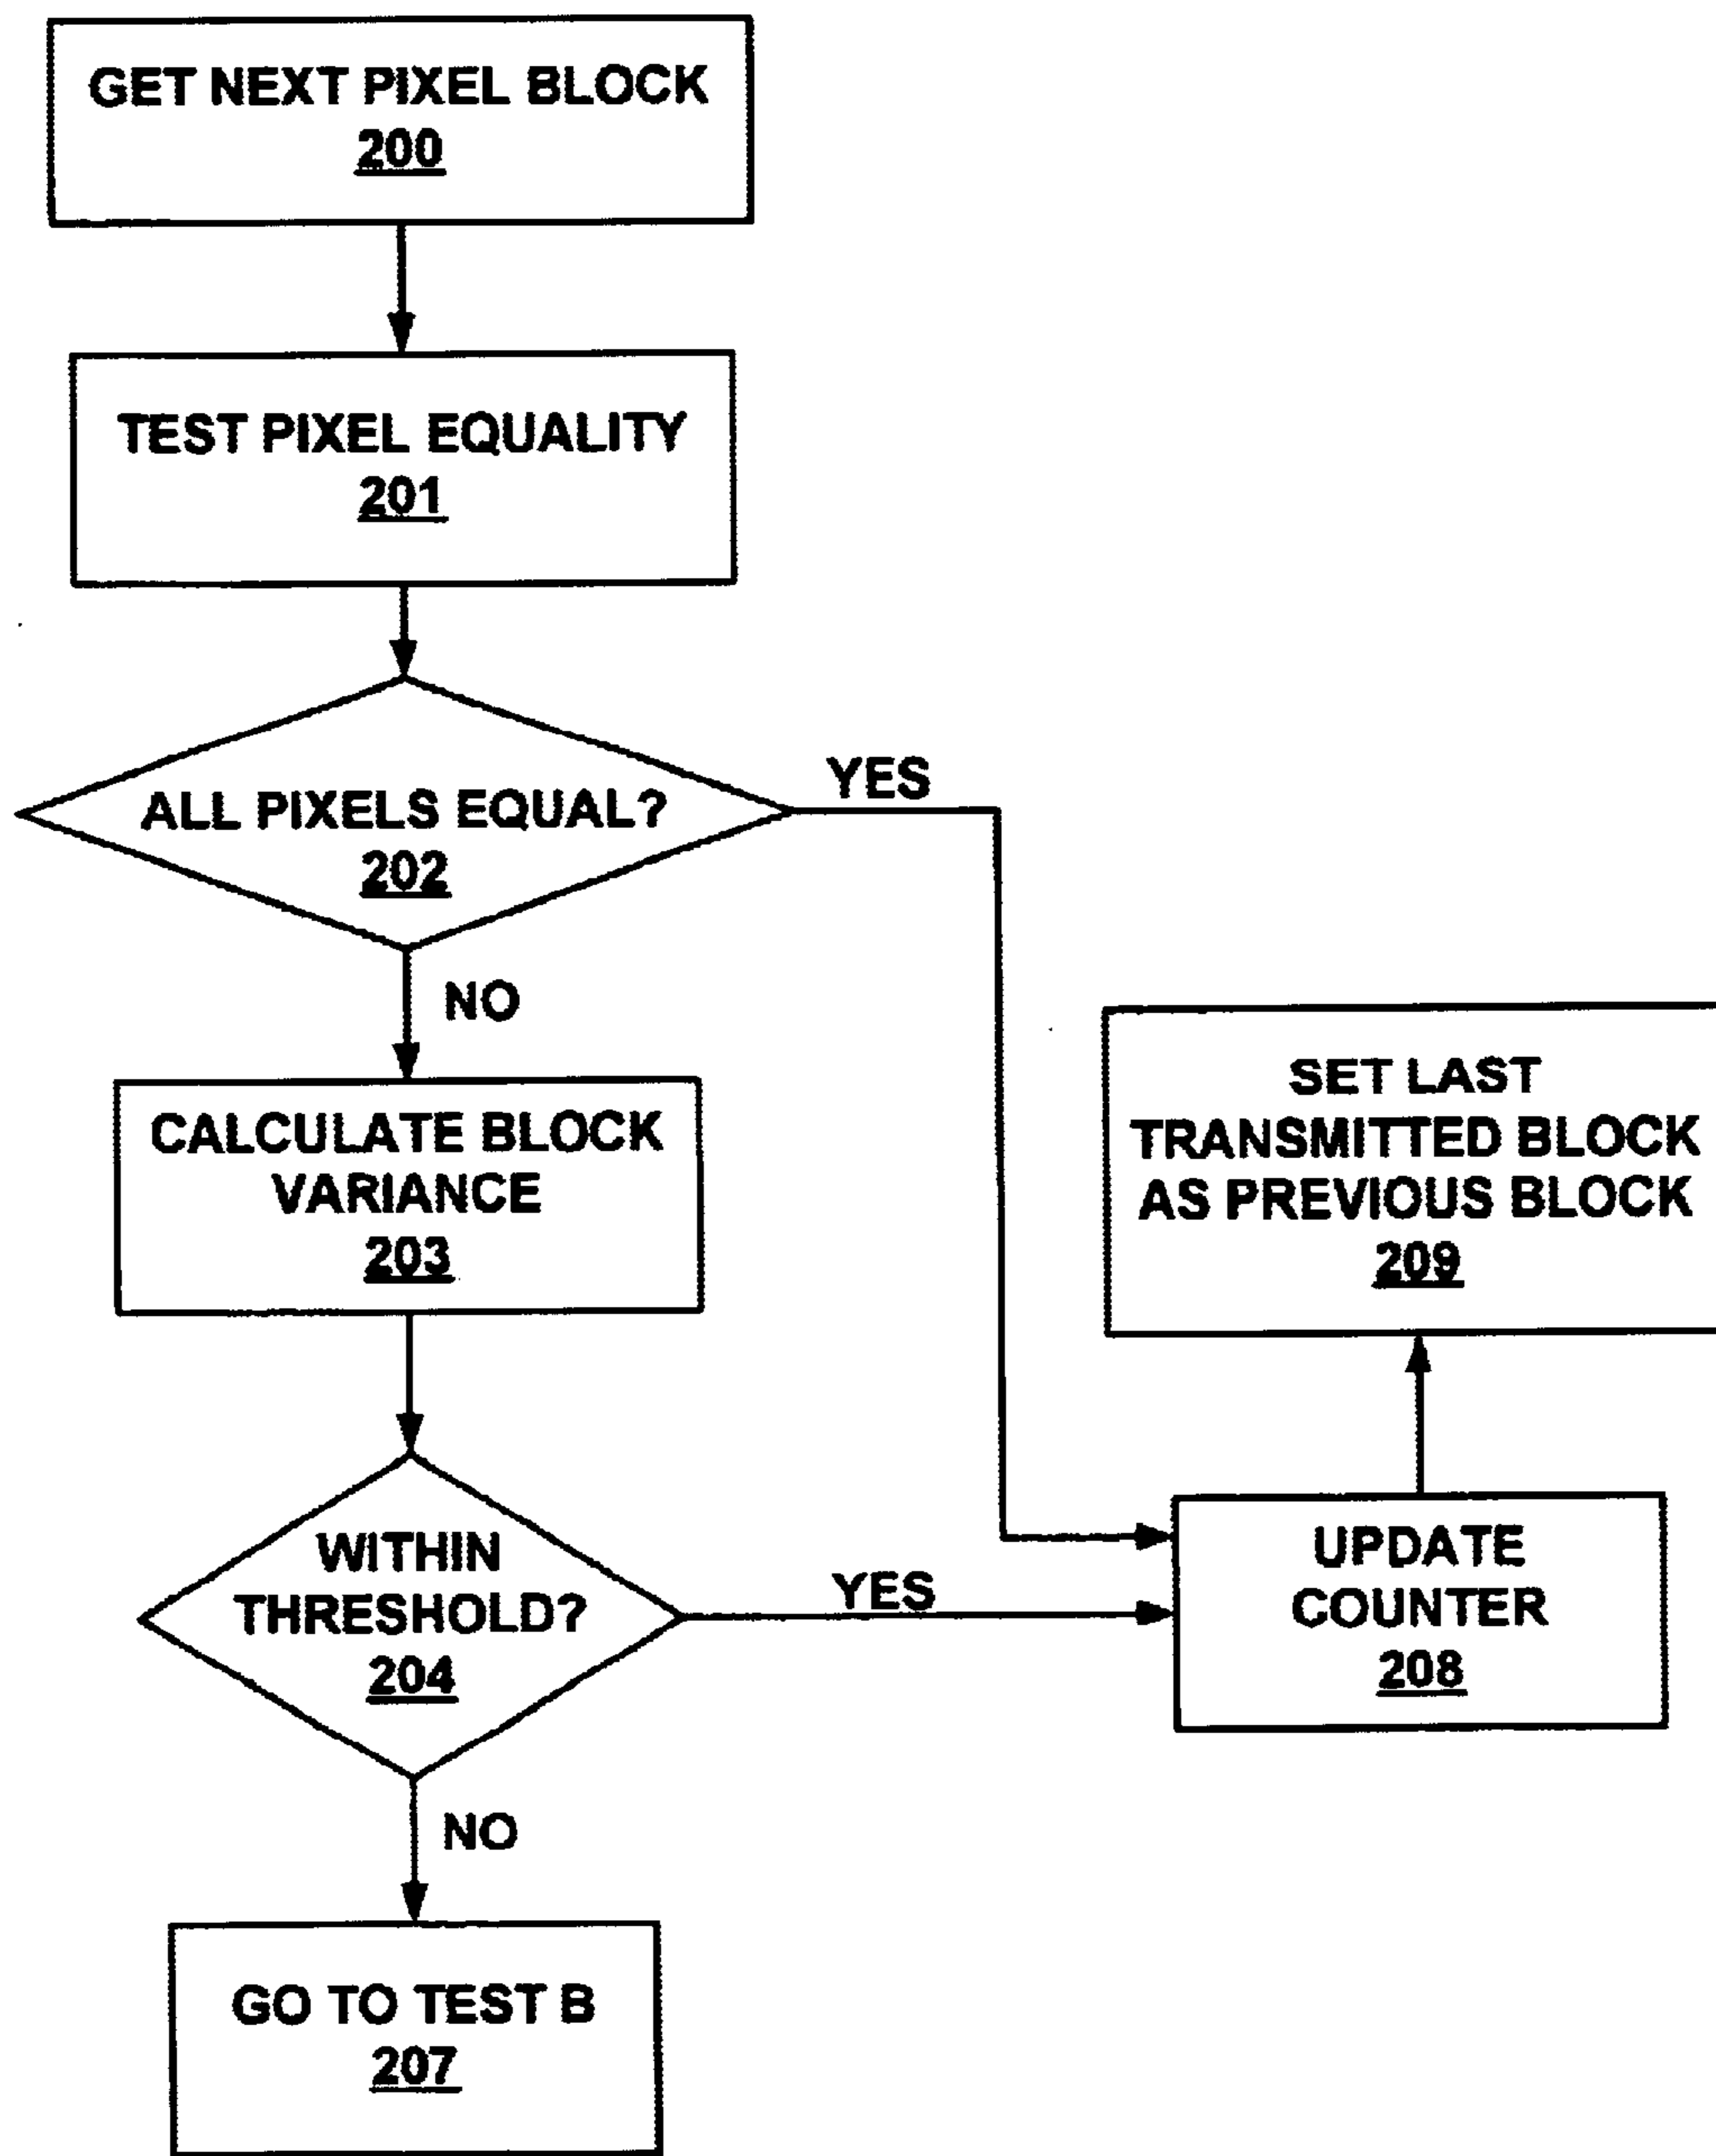 GET NEXT PIXEL BLOCK
200
TEST PIXEL EQUALITY
201
ALL PIXELS EQUAL?
202
YES
NO
CALCULATE BLOCK
VARIANCE
203
SET LAST
TRANSMITTED BLOCK
AS PREVIOUS BLOCK
209
WITHIN
THRESHOLD?
204
YES
UPDATE
COUNTER
208
NO
GO TO TEST B
207